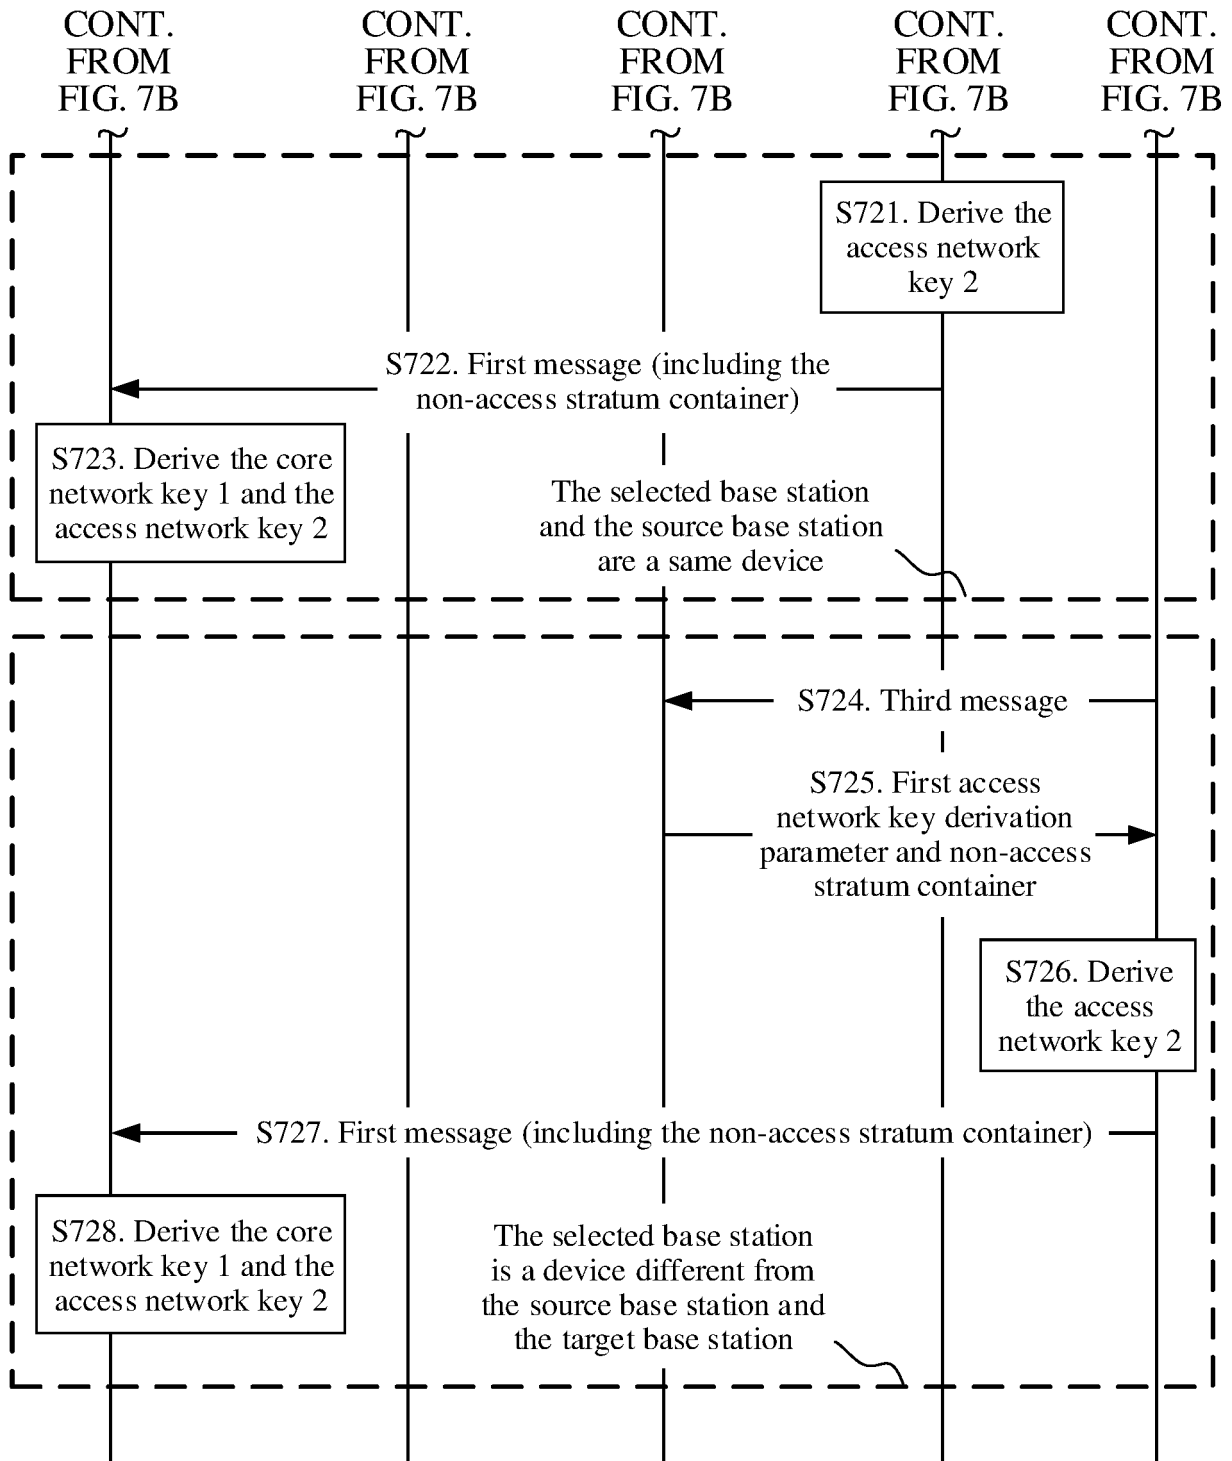 CONT.
FROM
FIG. 7B
CONT.
FROM
FIG. 7B
CONT.
FROM
FIG. 7B
CONT.
FROM
FIG. 7B
CONT.
FROM
FIG. 7B
S721. Derive the
access network
key 2
S722. First message (including the
non-access stratum container)
S723. Derive the core
network key 1 and the
access network key 2
The selected base station
and the source base station
are a same device
S724. Third message
S725. First access
network key derivation
parameter and non-access
stratum container
S726. Derive
the access
network key 2
S727. First message (including the non-access stratum container)
S728. Derive the core
network key 1 and the
access network key 2
The selected base station
is a device different from
the source base station and
the target base station